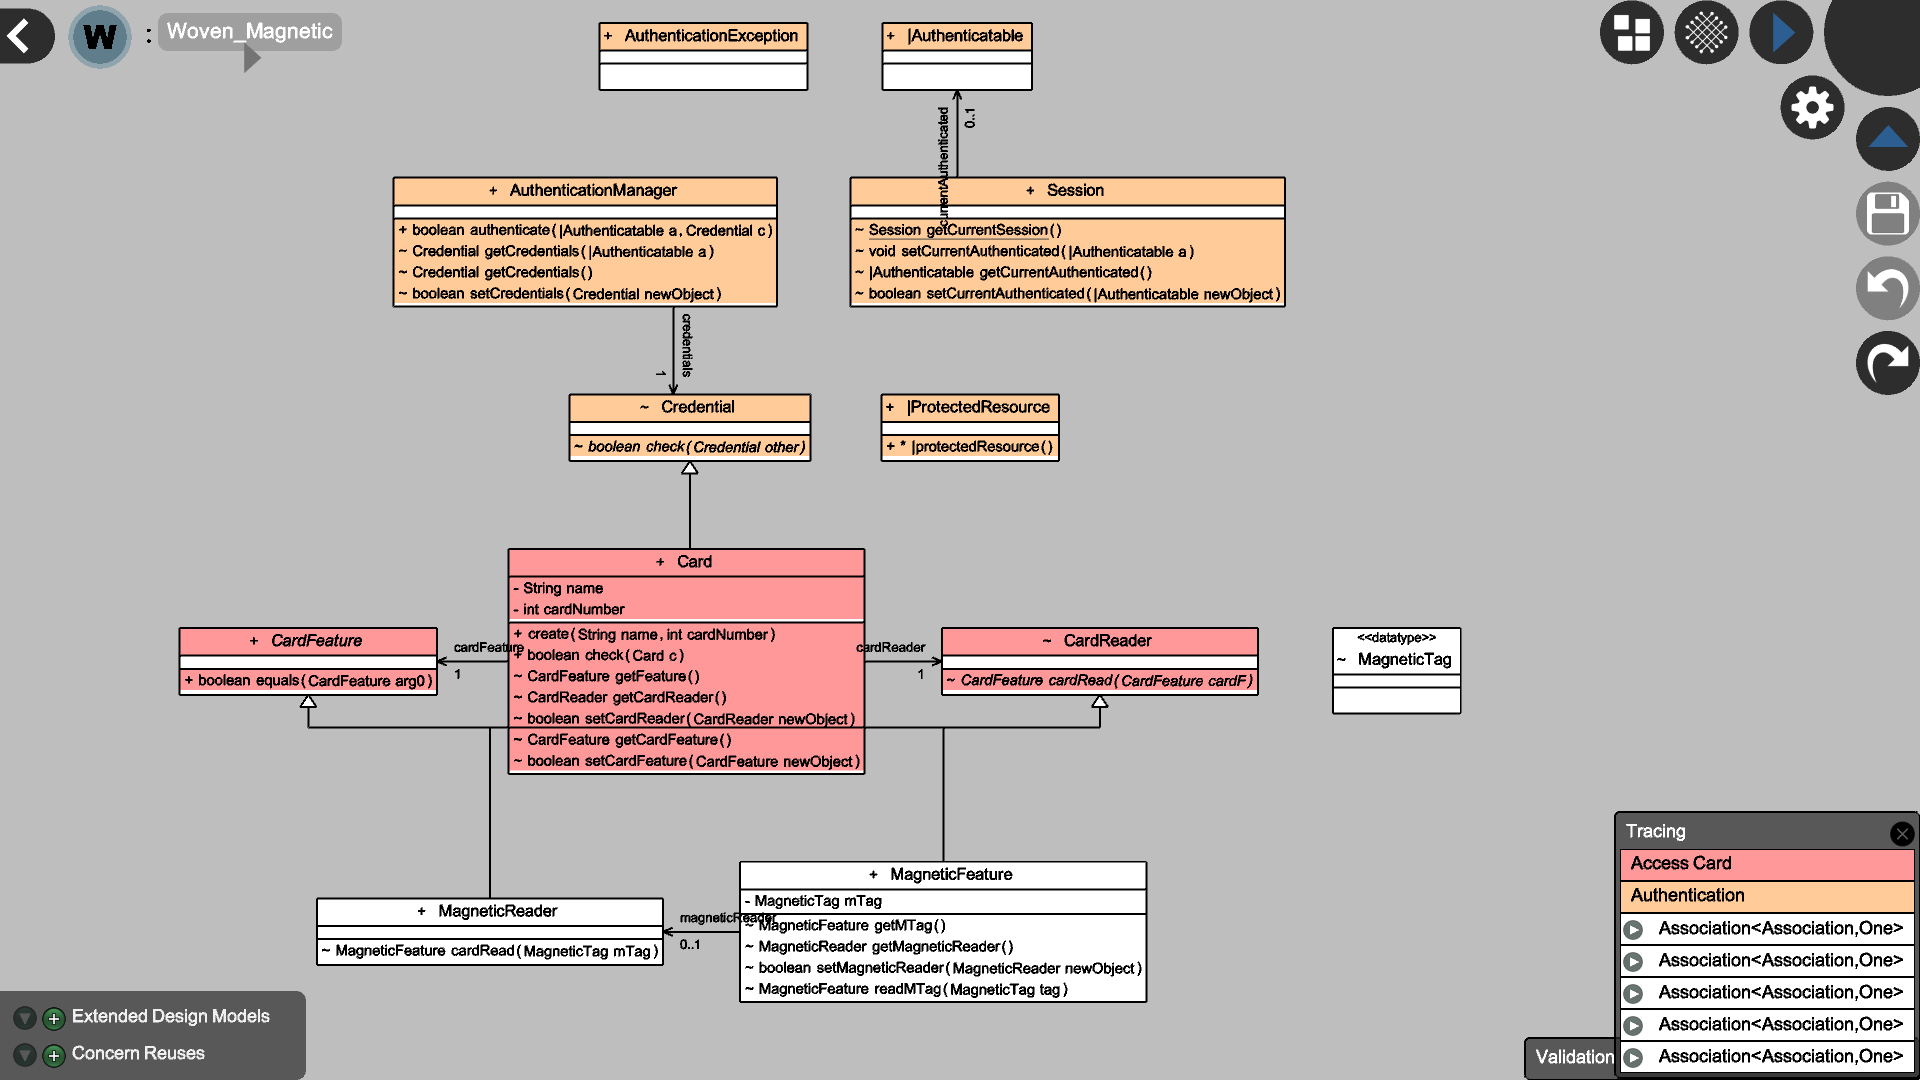 W : Woven_Magnetic
+ AuthenticationException
+ |Authenticatable
currentAuthenticated
0..1
+ AuthenticationManager
+ boolean authenticate(|Authenticatable a, Credential c)
~ Credential getCredentials(|Authenticatable a)
~ Credential getCredentials()
~ boolean setCredentials(Credential newObject)
+ Session
~ Session getCurrentSession()
~ void setCurrentAuthenticated(|Authenticatable a)
~ |Authenticatable getCurrentAuthenticated()
~ boolean setCurrentAuthenticated(|Authenticatable newObject)
credentials
1
~ Credential
~ boolean check(Credential other)
+ |ProtectedResource
+ * |protectedResource()
+ Card
- String name
- int cardNumber
+ create(String name, int cardNumber)
+ boolean check(Card c)
~ CardFeature getFeature()
~ CardReader getCardReader()
~ boolean setCardReader(CardReader newObject)
~ CardFeature getCardFeature()
~ boolean setCardFeature(CardFeature newObject)
+ CardFeature
+ boolean equals(CardFeature arg0)
cardFeature
1
cardReader
1
~ CardReader
~ CardFeature cardRead(CardFeature cardF)
<<datatype>>
~ MagneticTag
+ MagneticReader
~ MagneticFeature cardRead(MagneticTag mTag)
magneticReader
0..1
+ MagneticFeature
- MagneticTag mTag
~ MagneticFeature getMTag()
~ MagneticReader getMagneticReader()
~ boolean setMagneticReader(MagneticReader newObject)
~ MagneticFeature readMTag(MagneticTag tag)
Extended Design Models
Concern Reuses
Tracing
Access Card
Authentication
Association<Association,One>
Association<Association,One>
Association<Association,One>
Association<Association,One>
Association<Association,One>
Validation